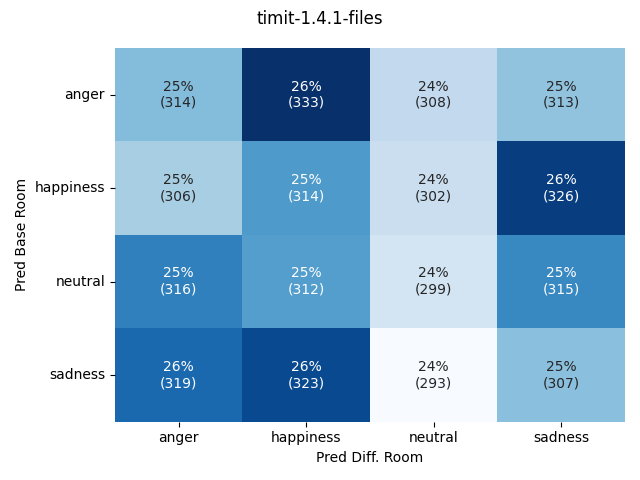 timit-1.4.1-files
Pred Base Room
anger
25% 26% 24% 25%
(314) (333) (308) (313)
happiness
25% 25% 24% 26%
(306) (314) (302) (326)
neutral
25% 25% 24% 25%
(316) (312) (299) (315)
sadness
26% 26% 24% 25%
(319) (323) (293) (307)
anger happiness neutral sadness
Pred Diff. Room